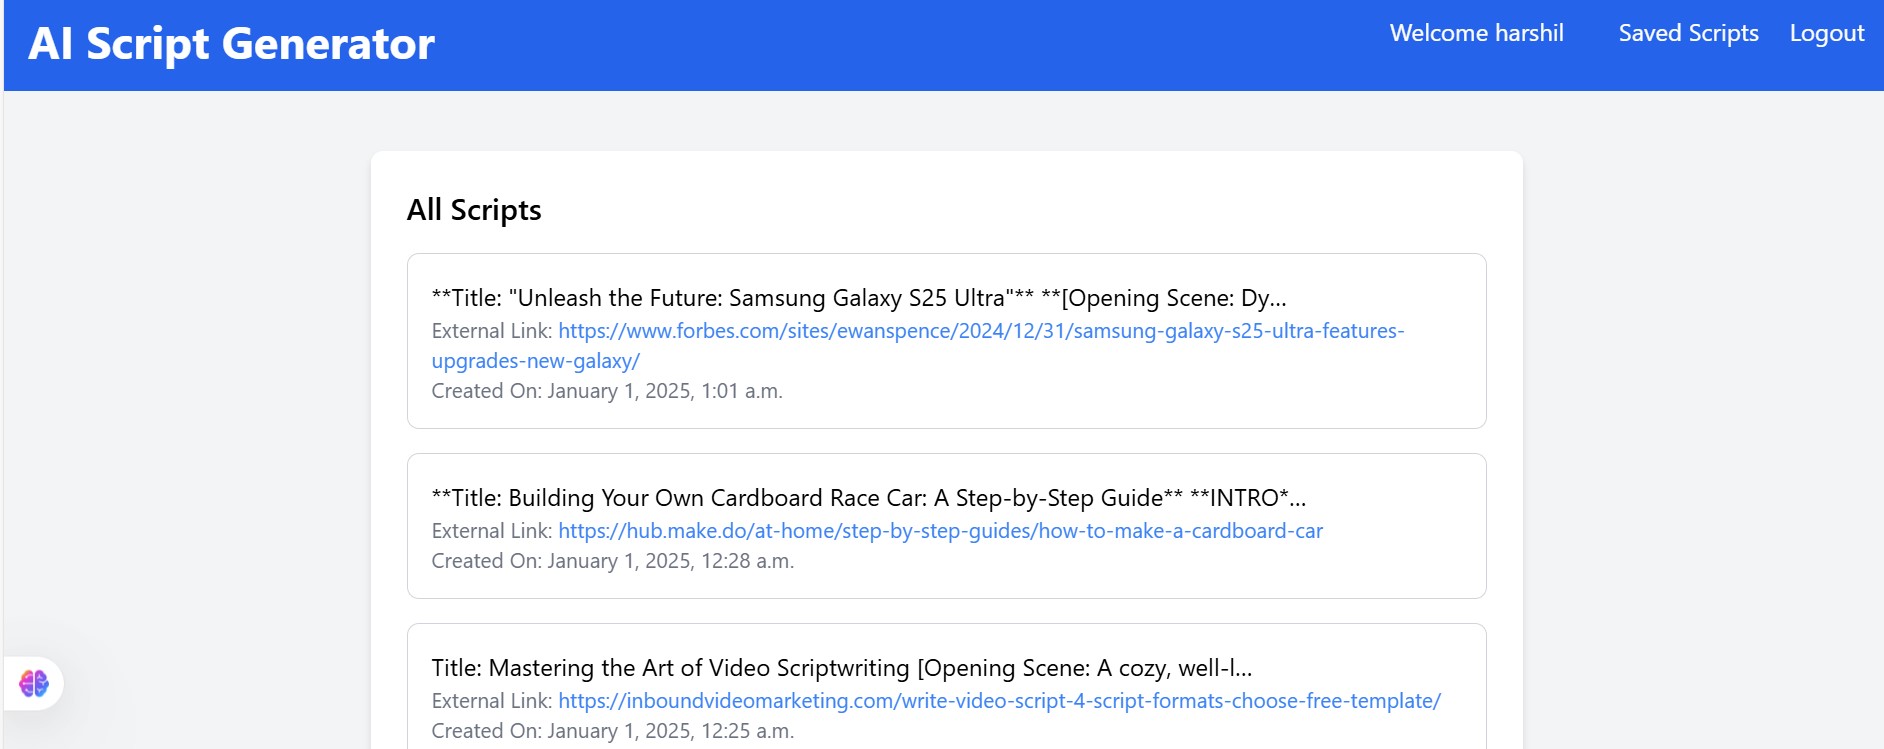 AI Script Generator
Welcome harshil
Saved Scripts
Logout
All Scripts
**Title: "Unleash the Future: Samsung Galaxy S25 Ultra"** **[Opening Scene: Dy...
External Link: https://www.forbes.com/sites/ewanspence/2024/12/31/samsung-galaxy-s25-ultra-features-
upgrades-new-galaxy/
Created On: January 1, 2025, 1:01 a.m.
**Title: Building Your Own Cardboard Race Car: A Step-by-Step Guide** **INTRO*...
External Link: https://hub.make.do/at-home/step-by-step-guides/how-to-make-a-cardboard-car
Created On: January 1, 2025, 12:28 a.m.
Title: Mastering the Art of Video Scriptwriting [Opening Scene: A cozy, well-l...
External Link: https://inboundvideomarketing.com/write-video-script-4-script-formats-choose-free-template/
Created On: January 1, 2025, 12:25 a.m.